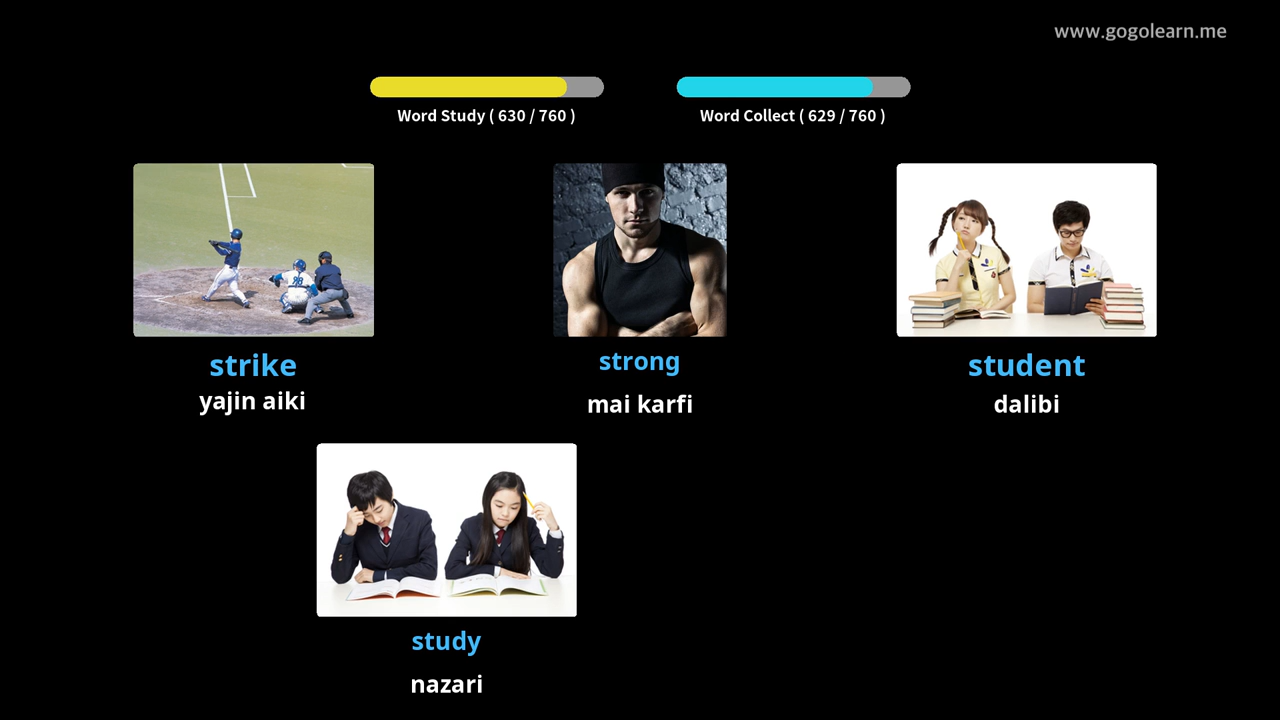 www.gogolearn.me
Word Study ( 630 / 760 )
Word Collect ( 629 / 760 )
strike
yajin aiki
strong
mai karfi
student
dalibi
study
nazari